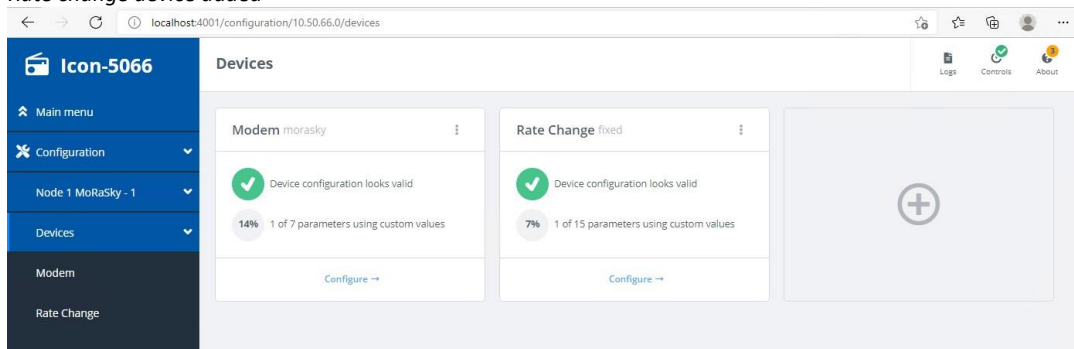 Rate change device added
localhost:4001/configuration/10.50.66.0/devices
Icon-5066
Devices
Logs
Controls
3
About
Main menu
Configuration
Node 1 MoRaSky - 1
Devices
Modem
Rate Change
Modem morasky
Device configuration looks valid
14% 1 of 7 parameters using custom values
Configure →
Rate Change fixed
Device configuration looks valid
7% 1 of 15 parameters using custom values
Configure →